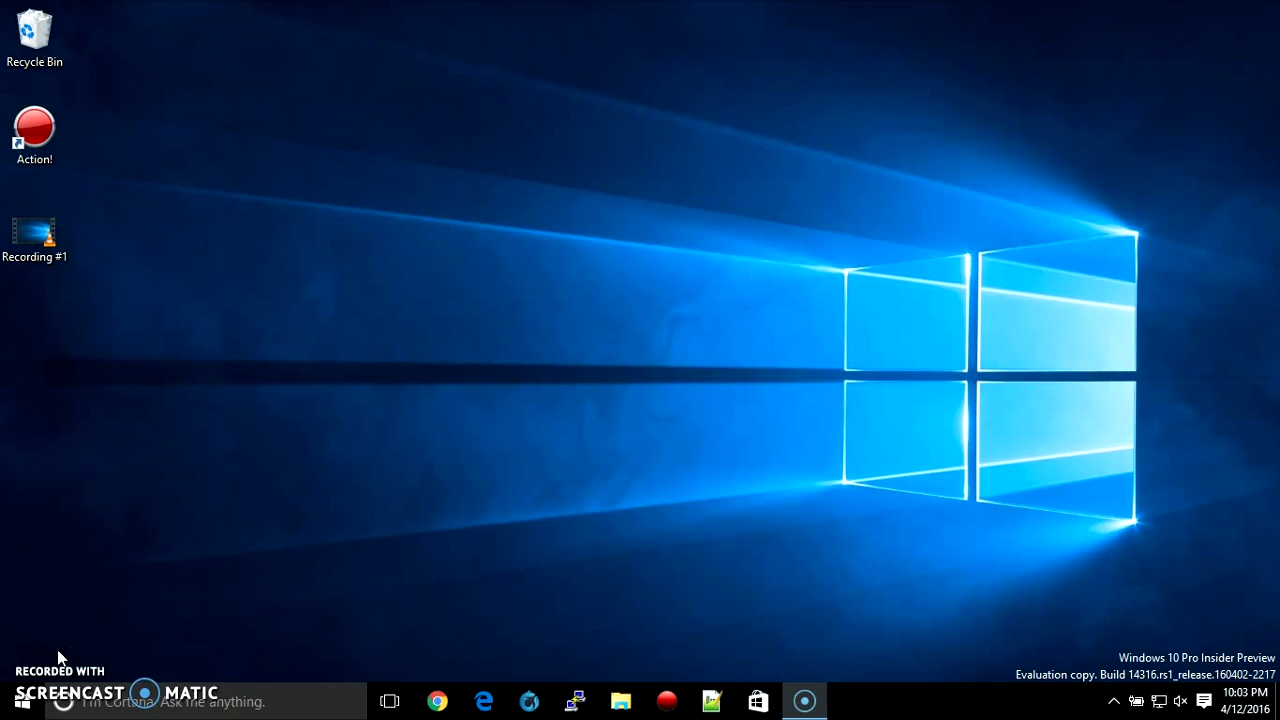 Recycle Bin
Action!
Recording #1
Windows 10 Pro Insider Preview
Evaluation copy. Build 14316.rs1_release.160402-2217
RECORDED WITH
SCREENCAST MATIC
I'm Cortana. Ask me anything.
10:03 PM
4/12/2016